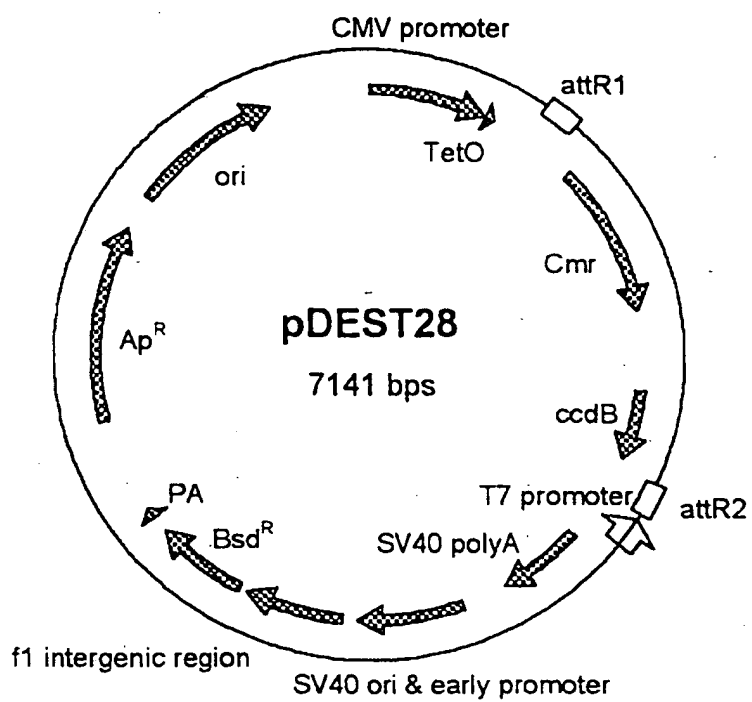 CMV promoter
attR1
TetO
ori
Cmr
pDEST28
7141 bps
Ap^R
ccdB
PA
T7 promoter
attR2
Bsd^R
SV40 polyA
f1 intergenic region
SV40 ori & early promoter